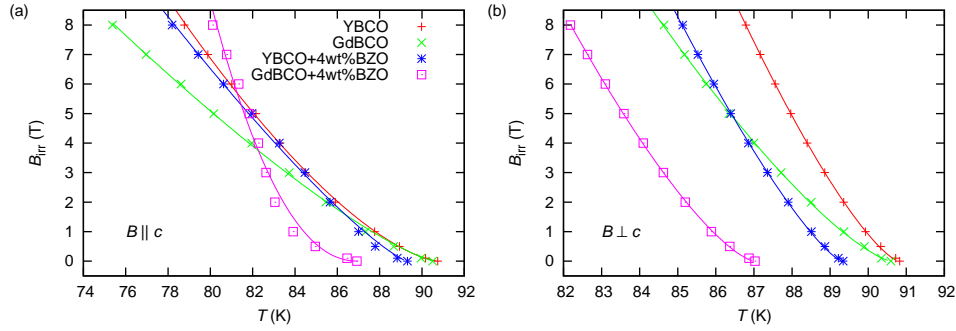 (a)
YBCO
GdBCO
YBCO+4wt%BZO
GdBCO+4wt%BZO
8
7
6
5
4
3
2
1
0
B_irr (T)
B || c
74 76 78 80 82 84 86 88 90 92
T (K)
(b)
8
7
6
5
4
3
2
1
0
B_irr (T)
B ⊥ c
82 83 84 85 86 87 88 89 90 91 92
T (K)